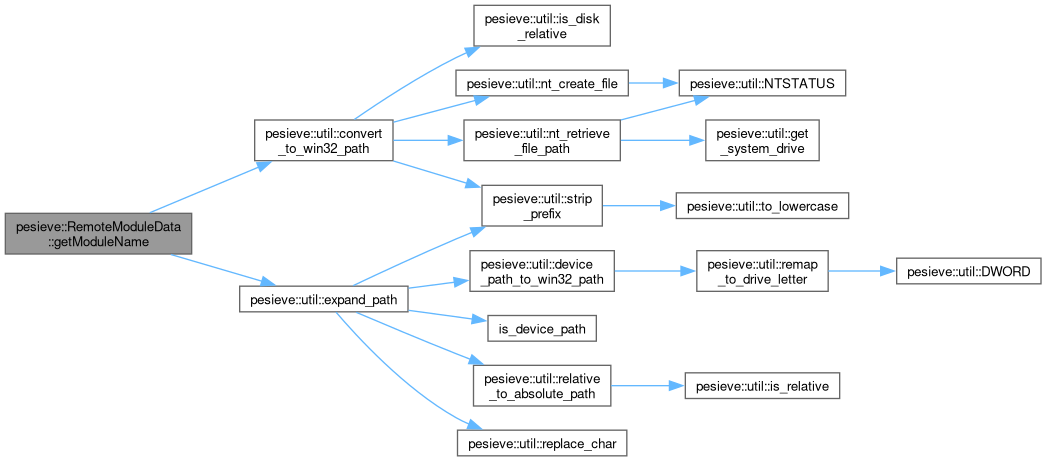 pesieve::util::is_disk
_relative
pesieve::util::nt_create_file
pesieve::util::NTSTATUS
pesieve::util::convert
_to_win32_path
pesieve::util::nt_retrieve
_file_path
pesieve::util::get
_system_drive
pesieve::util::strip
_prefix
pesieve::util::to_lowercase
pesieve::RemoteModuleData
::getModuleName
pesieve::util::device
_path_to_win32_path
pesieve::util::remap
_to_drive_letter
pesieve::util::DWORD
pesieve::util::expand_path
is_device_path
pesieve::util::relative
_to_absolute_path
pesieve::util::is_relative
pesieve::util::replace_char